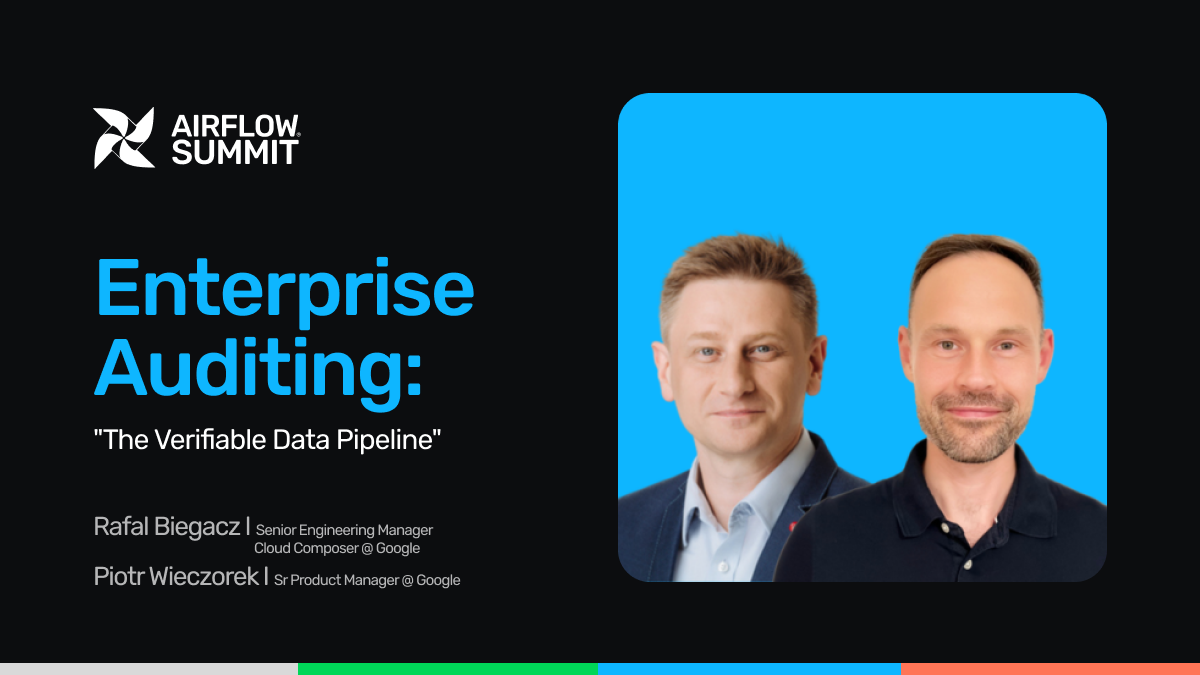 AIRFLOW
SUMMIT
Enterprise
Auditing:
"The Verifiable Data Pipeline"
Rafal Biegacz | Senior Engineering Manager
Cloud Composer @ Google
Piotr Wieczorek | Sr Product Manager @ Google